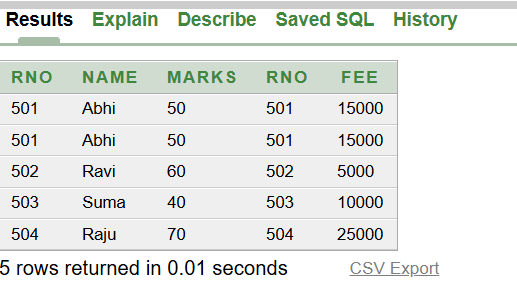 Results Explain Describe Saved SQL History
RNO NAME MARKS RNO FEE
501 Abhi 50 501 15000
501 Abhi 50 501 15000
502 Ravi 60 502 5000
503 Suma 40 503 10000
504 Raju 70 504 25000
5 rows returned in 0.01 seconds CSV Export